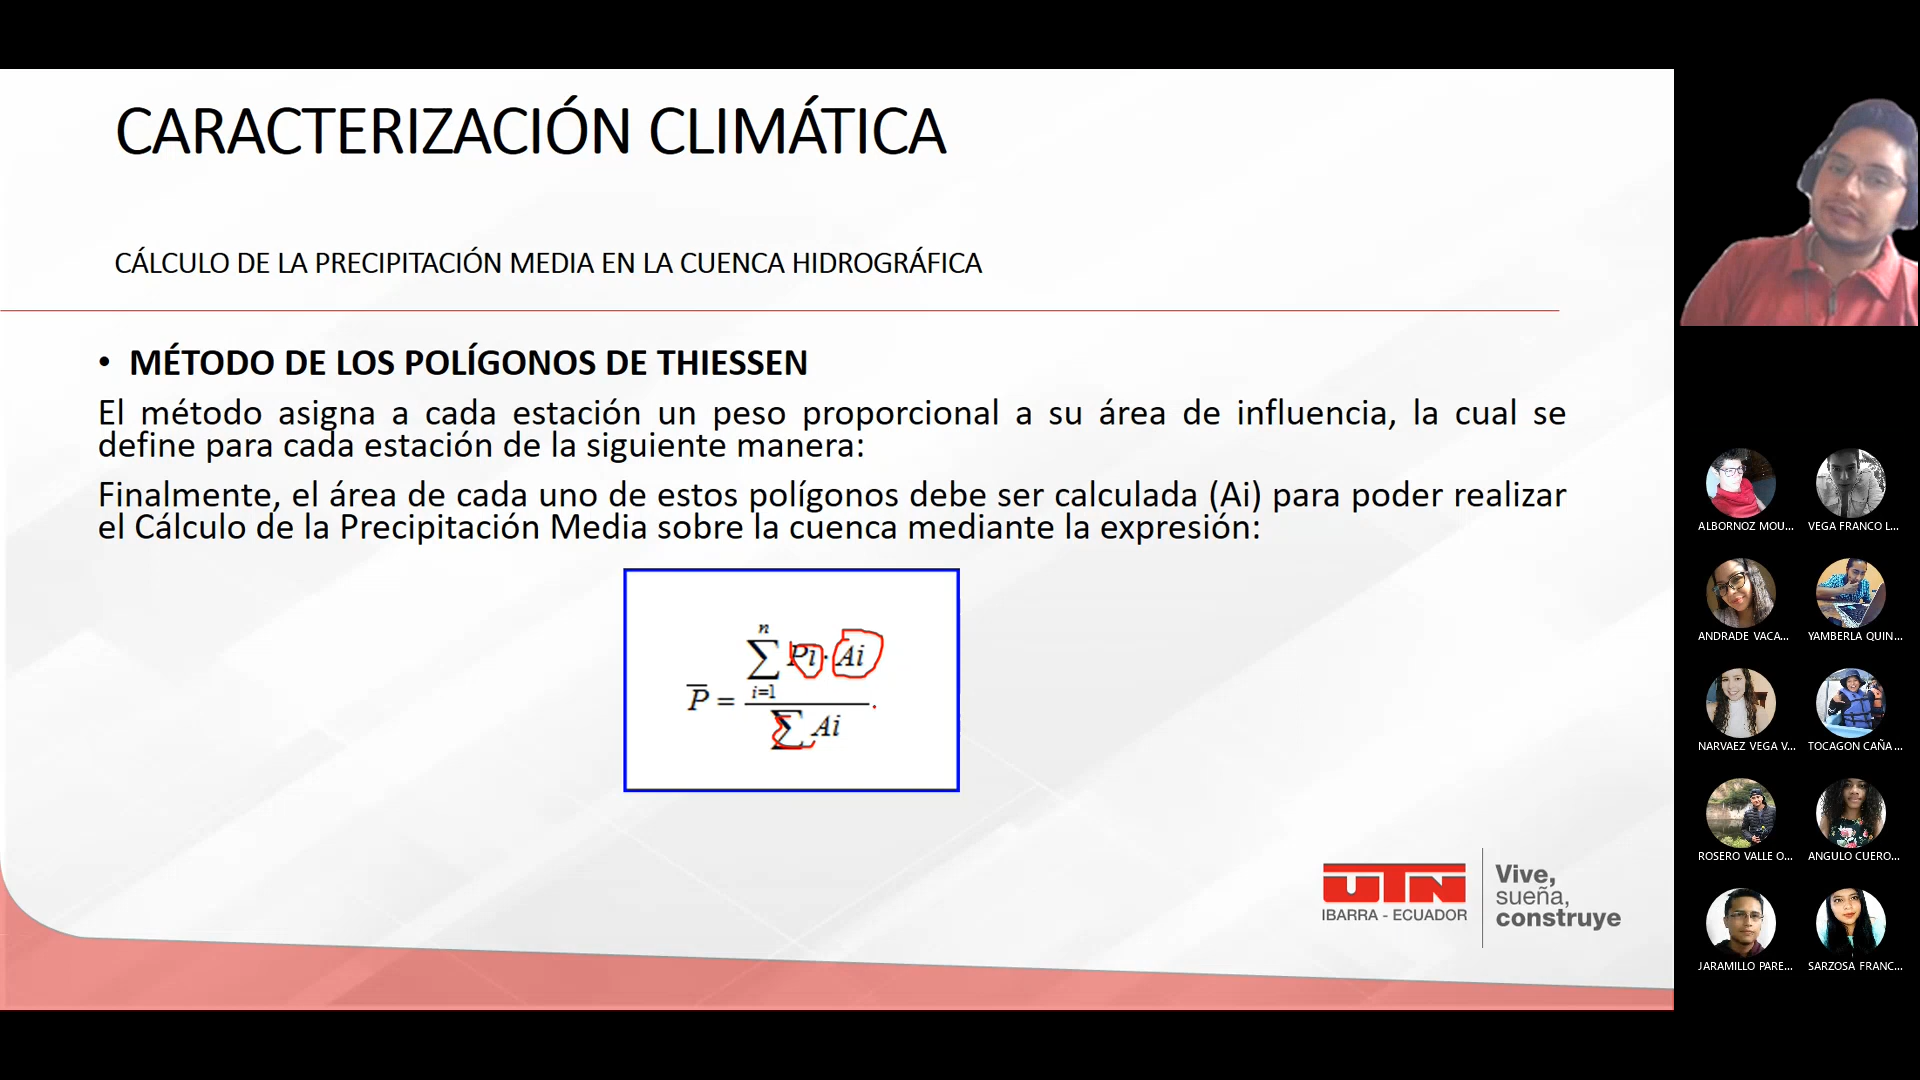 CARACTERIZACIÓN CLIMÁTICA
CÁLCULO DE LA PRECIPITACIÓN MEDIA EN LA CUENCA HIDROGRÁFICA
• MÉTODO DE LOS POLÍGONOS DE THIESSEN
El método asigna a cada estación un peso proporcional a su área de influencia, la cual se
define para cada estación de la siguiente manera:
Finalmente, el área de cada uno de estos polígonos debe ser calculada (Ai) para poder realizar
el Cálculo de la Precipitación Media sobre la cuenca mediante la expresión:
n
∑ Pi · Ai
i=1
P̅ =
∑ Ai
UTN
IBARRA - ECUADOR
Vive,
sueña,
construye
ALBORNOZ MOU...
VEGA FRANCO L...
ANDRADE VACA...
YAMBERLA QUIN...
NARVAEZ VEGA V...
TOCAGON CAÑA ...
ROSERO VALLE O...
ANGULO CUERO...
JARAMILLO PARE...
SARZOSA FRANC...